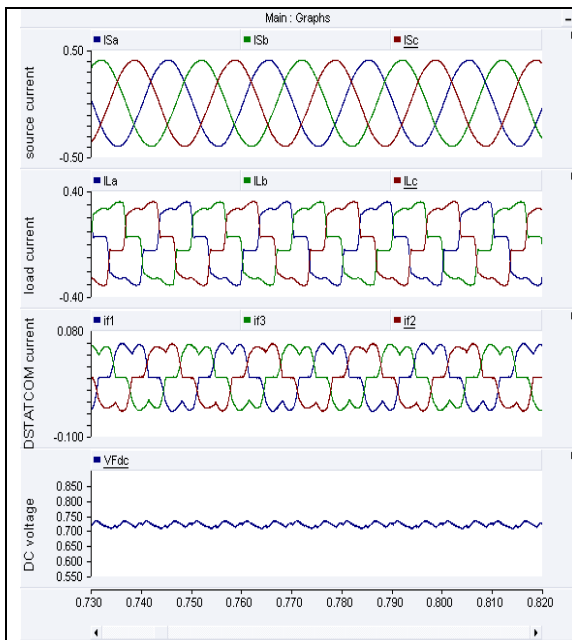 Main : Graphs
ISa ISb ISc
0.50
source current
-0.50
ILa ILb ILc
0.40
load current
-0.40
if1 if3 if2
0.080
DSTATCOM current
-0.100
VFdc
0.850
0.800
0.750
0.700
0.650
0.600
0.550
DC voltage
0.730 0.740 0.750 0.760 0.770 0.780 0.790 0.800 0.810 0.820